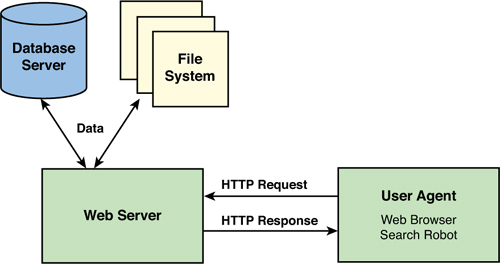 Database
Server
File
System
Data
HTTP Request
Web Server
HTTP Response
User Agent
Web Browser
Search Robot